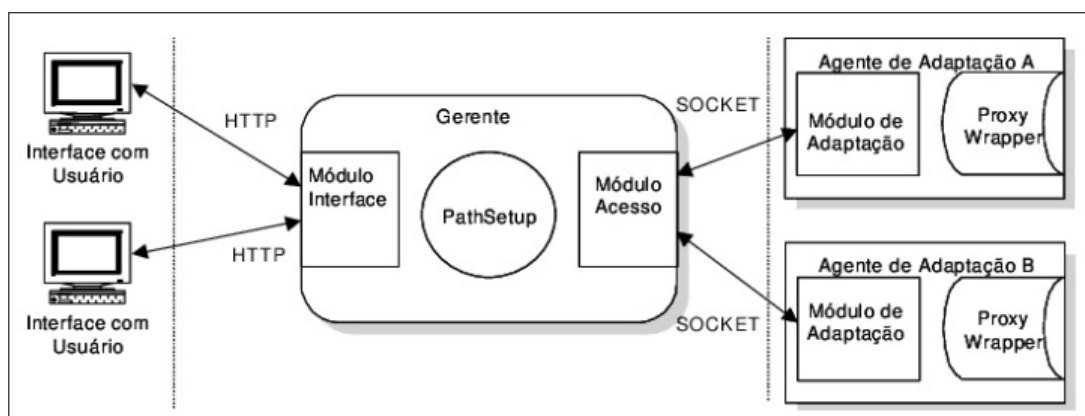 Interface com
Usuário
HTTP
Interface com
Usuário
HTTP
Gerente
Módulo
Interface
PathSetup
Módulo
Acesso
SOCKET
SOCKET
Agente de Adaptação A
Módulo de
Adaptação
Proxy
Wrapper
Agente de Adaptação B
Módulo de
Adaptação
Proxy
Wrapper